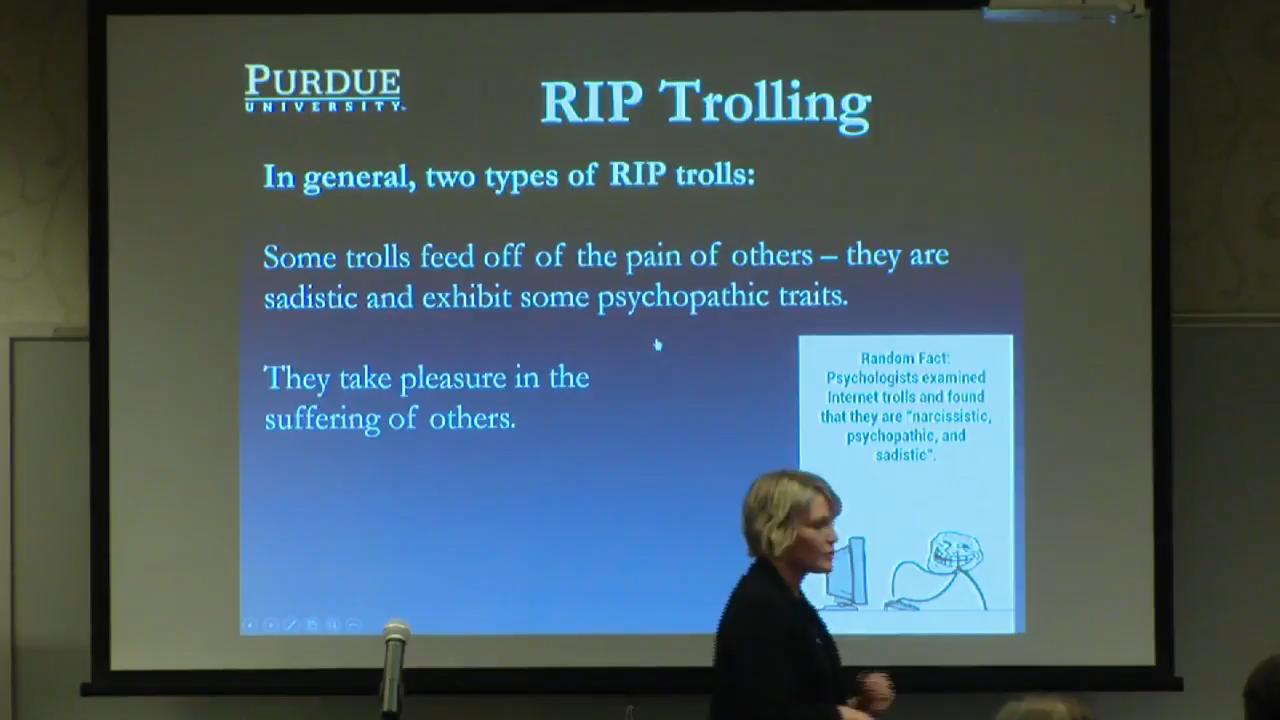 PURDUE
UNIVERSITY
RIP Trolling
In general, two types of RIP trolls:
Some trolls feed off of the pain of others – they are
sadistic and exhibit some psychopathic traits.
They take pleasure in the
suffering of others.
Random Fact:
Psychologists examined
Internet trolls and found
that they are "narcissistic,
psychopathic, and
sadistic".